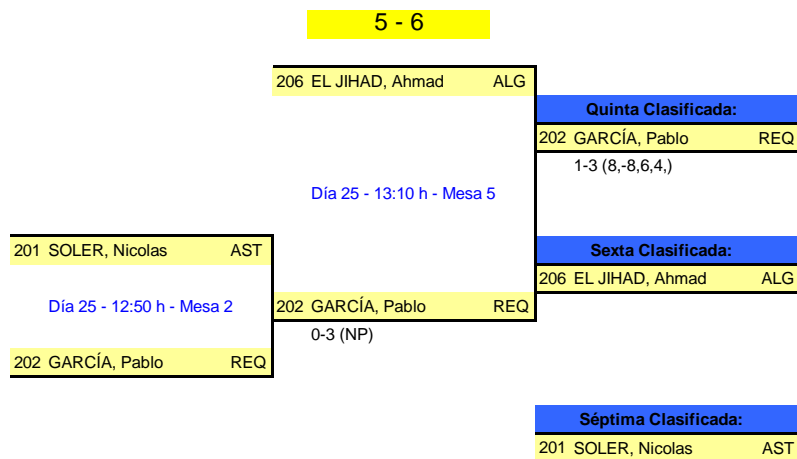 5 - 6
206 EL JIHAD, Ahmad ALG
Quinta Clasificada:
202 GARCÍA, Pablo REQ
1-3 (8,-8,6,4,)
Día 25 - 13:10 h - Mesa 5
201 SOLER, Nicolas AST
Sexta Clasificada:
206 EL JIHAD, Ahmad ALG
Día 25 - 12:50 h - Mesa 2
202 GARCÍA, Pablo REQ
0-3 (NP)
202 GARCÍA, Pablo REQ
Séptima Clasificada:
201 SOLER, Nicolas AST